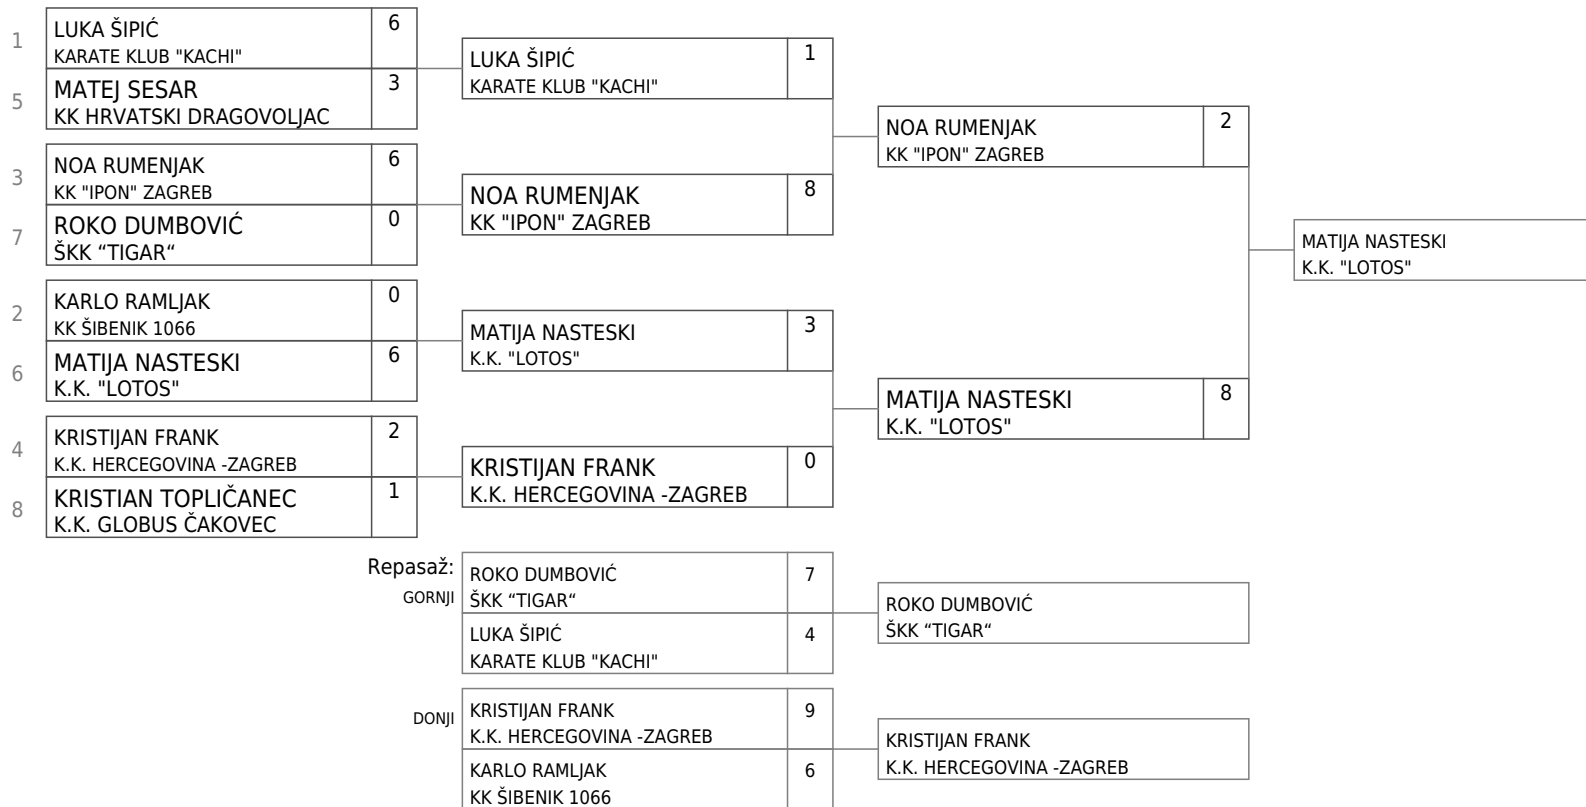 1
LUKA ŠIPIĆ
KARATE KLUB "KACHI"
6
5
MATEJ SESAR
KK HRVATSKI DRAGOVOLJAC
3
3
NOA RUMENJAK
KK "IPON" ZAGREB
6
7
ROKO DUMBOVIĆ
ŠKK “TIGAR“
0
2
KARLO RAMLJAK
KK ŠIBENIK 1066
0
6
MATIJA NASTESKI
K.K. "LOTOS"
6
4
KRISTIJAN FRANK
K.K. HERCEGOVINA -ZAGREB
2
8
KRISTIAN TOPLIČANEC
K.K. GLOBUS ČAKOVEC
1
LUKA ŠIPIĆ
KARATE KLUB "KACHI"
1
NOA RUMENJAK
KK "IPON" ZAGREB
8
MATIJA NASTESKI
K.K. "LOTOS"
3
KRISTIJAN FRANK
K.K. HERCEGOVINA -ZAGREB
0
NOA RUMENJAK
KK "IPON" ZAGREB
2
MATIJA NASTESKI
K.K. "LOTOS"
8
MATIJA NASTESKI
K.K. "LOTOS"
Repasaž:
GORNJI
ROKO DUMBOVIĆ
ŠKK “TIGAR“
7
LUKA ŠIPIĆ
KARATE KLUB "KACHI"
4
ROKO DUMBOVIĆ
ŠKK “TIGAR“
DONJI
KRISTIJAN FRANK
K.K. HERCEGOVINA -ZAGREB
9
KARLO RAMLJAK
KK ŠIBENIK 1066
6
KRISTIJAN FRANK
K.K. HERCEGOVINA -ZAGREB